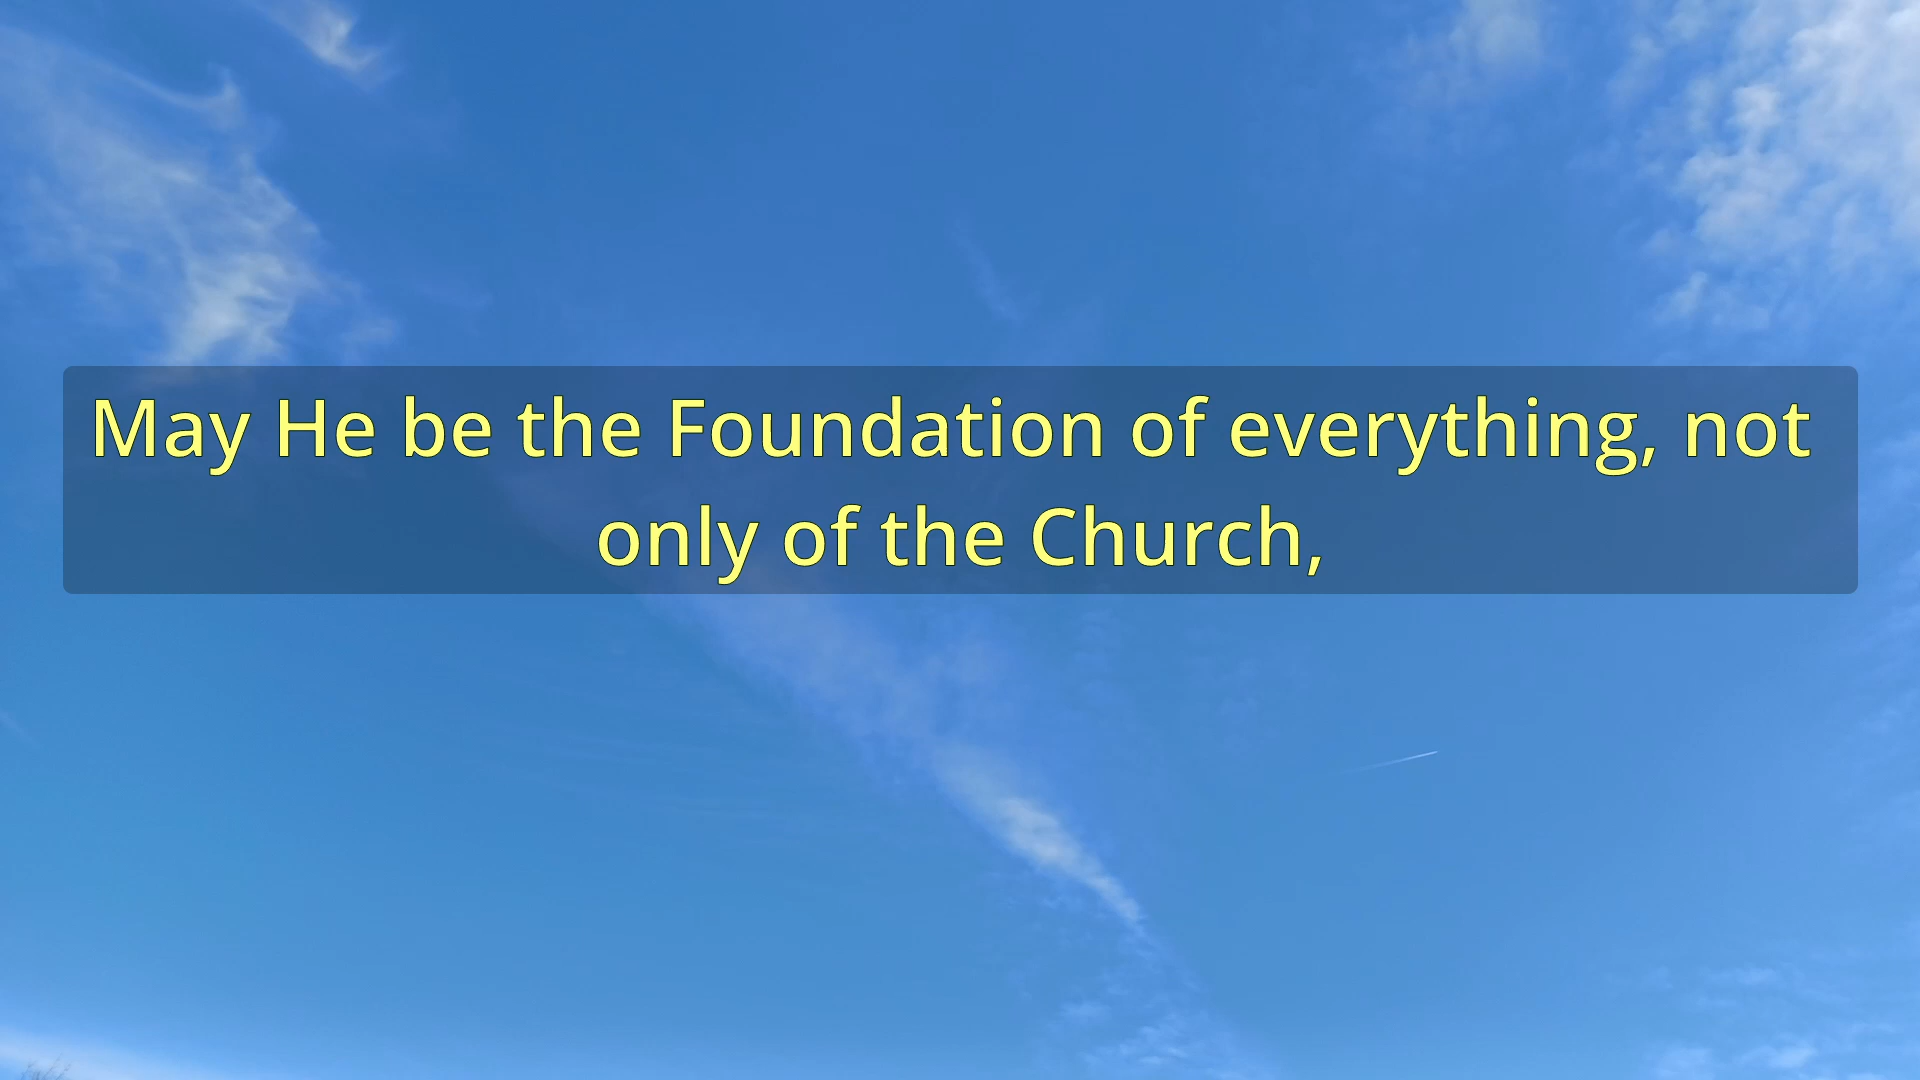 May He be the Foundation of everything, not
only of the Church,